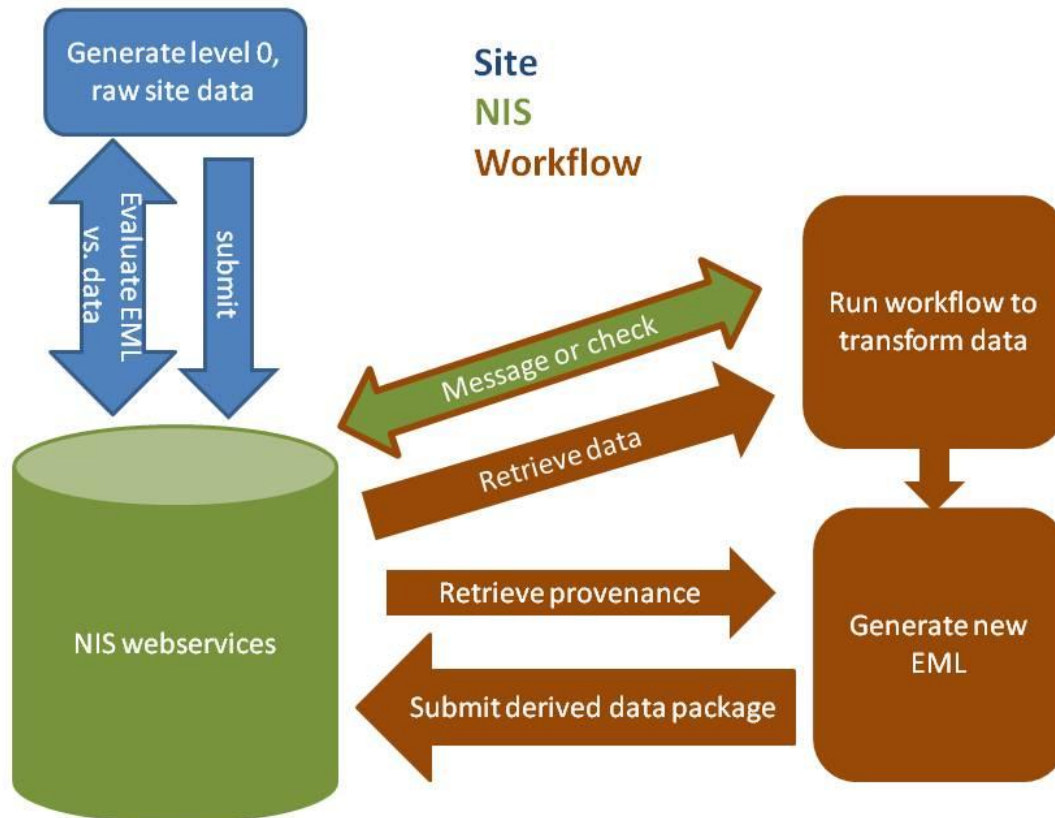 Generate level 0,
raw site data
Site
NIS
Workflow
Evaluate EML
vs. data
submit
Run workflow to
transform data
Message or check
Retrieve data
Retrieve provenance
NIS webservices
Generate new
EML
Submit derived data package